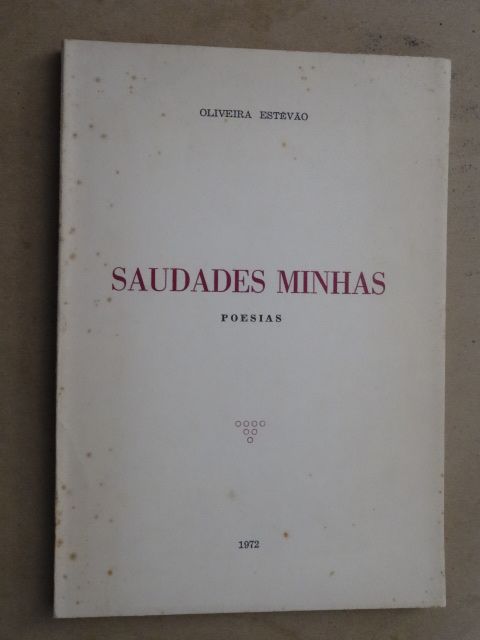 OLIVEIRA ESTÊVÃO
SAUDADES MINHAS
POESIAS
1972